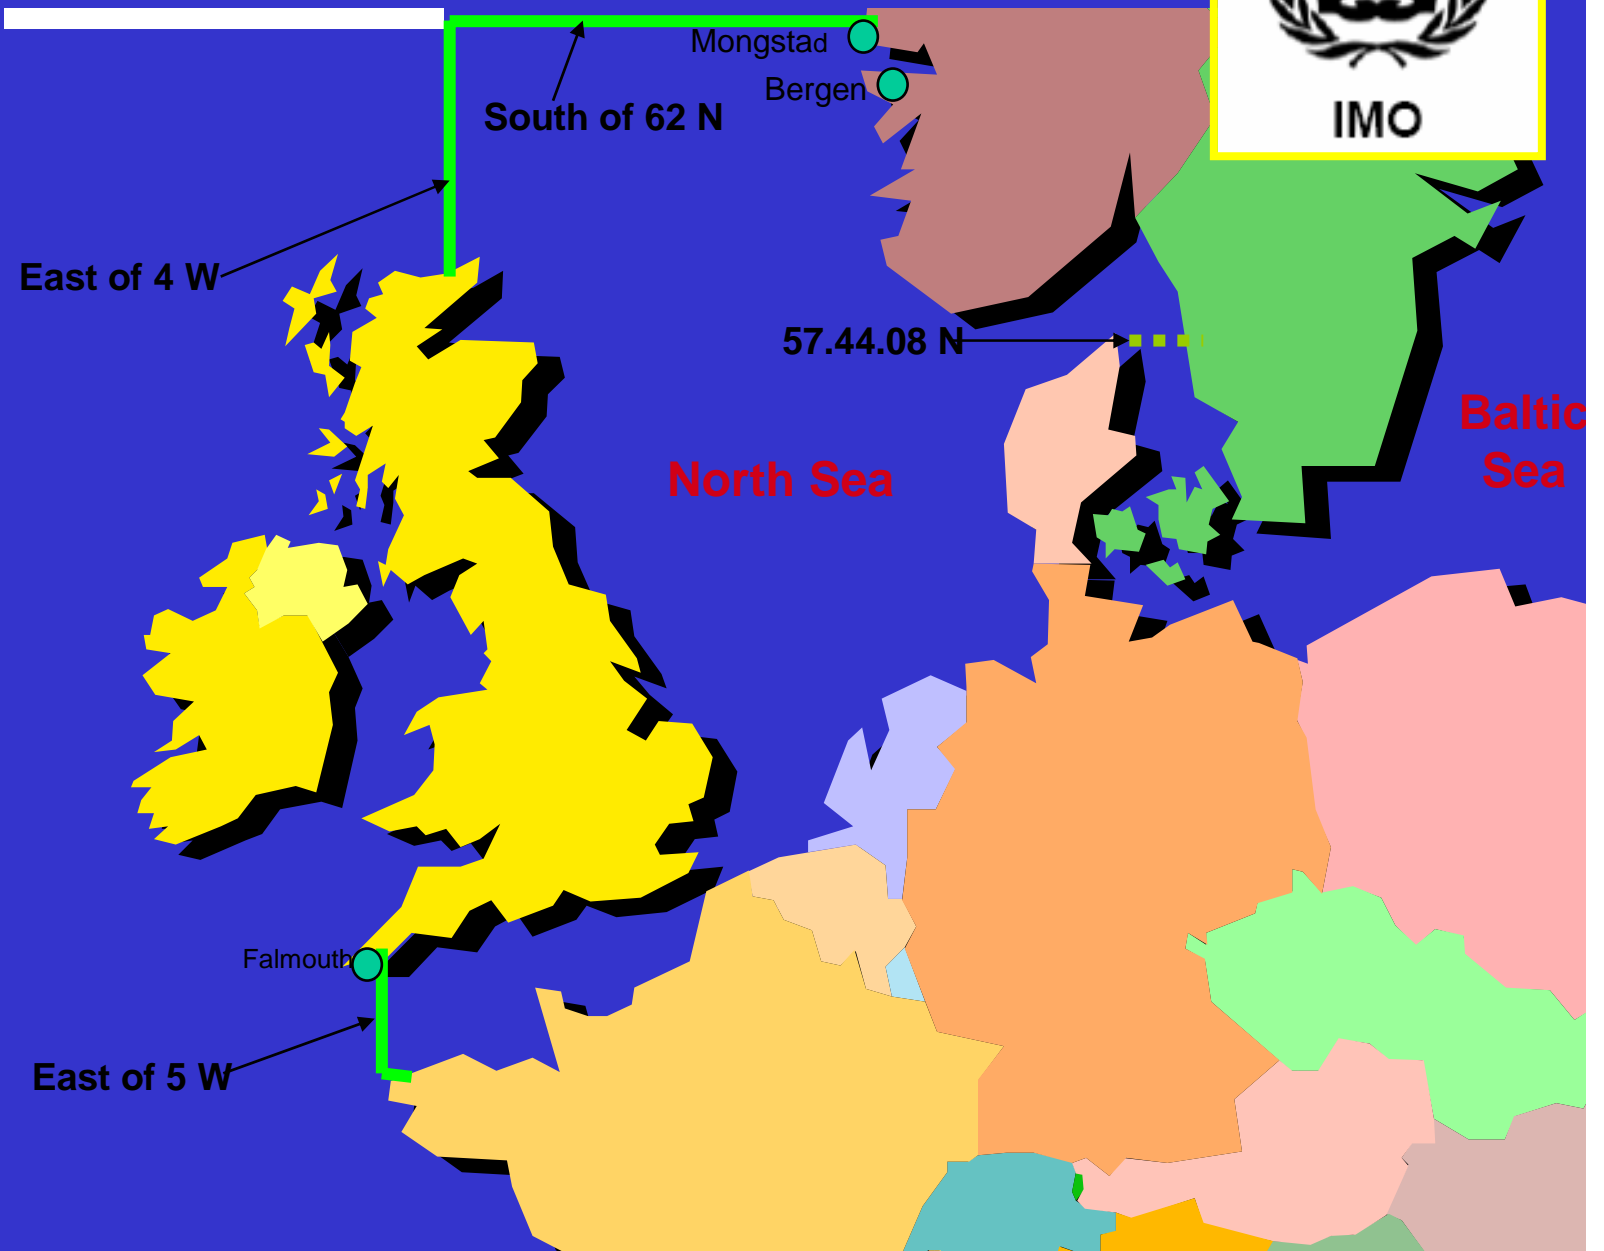 IMO
Mongstad
Bergen
South of 62 N
East of 4 W
57.44.08 N
Baltic
Sea
North Sea
Falmouth
East of 5 W